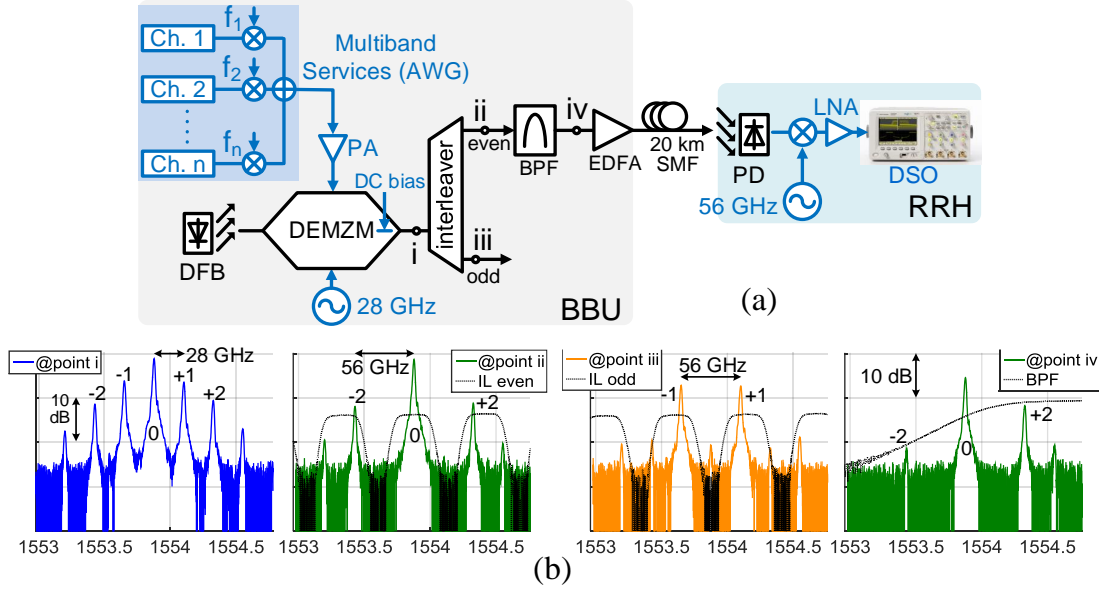 Ch. 1
f1
Ch. 2
f2
Ch. n
fn
Multiband
Services (AWG)
PA
DC bias
DFB
DEMZM
28 GHz
i
interleaver
ii
even
iii
odd
BPF
iv
EDFA
20 km
SMF
BBU
PD
LNA
DSO
56 GHz
RRH
(a)
@point i
28 GHz
10
dB
-2
-1
0
+1
+2
1553 1553.5 1554 1554.5
@point ii
IL even
56 GHz
-2
0
+2
1553 1553.5 1554 1554.5
@point iii
IL odd
56 GHz
-1
+1
1553 1553.5 1554 1554.5
@point iv
BPF
10 dB
-2
0
+2
1553 1553.5 1554 1554.5
(b)